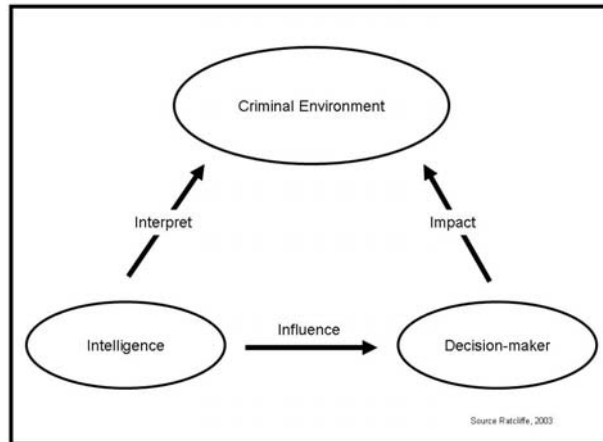 Criminal Environment
Interpret
Impact
Intelligence
Influence
Decision-maker
Source Ratcliffe, 2003